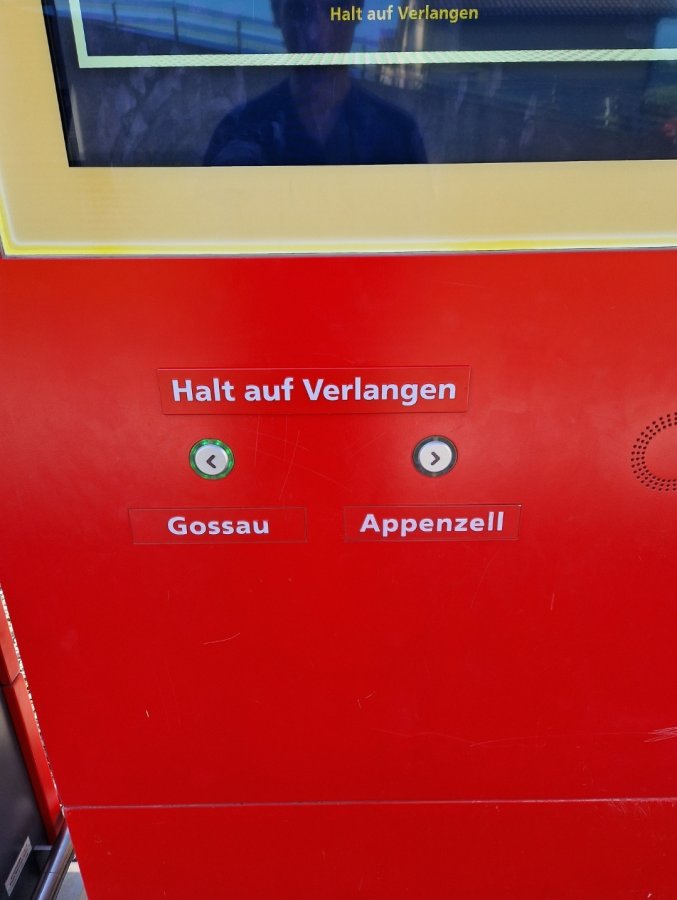 Halt auf Verlangen
Halt auf Verlangen
Gossau
Appenzell